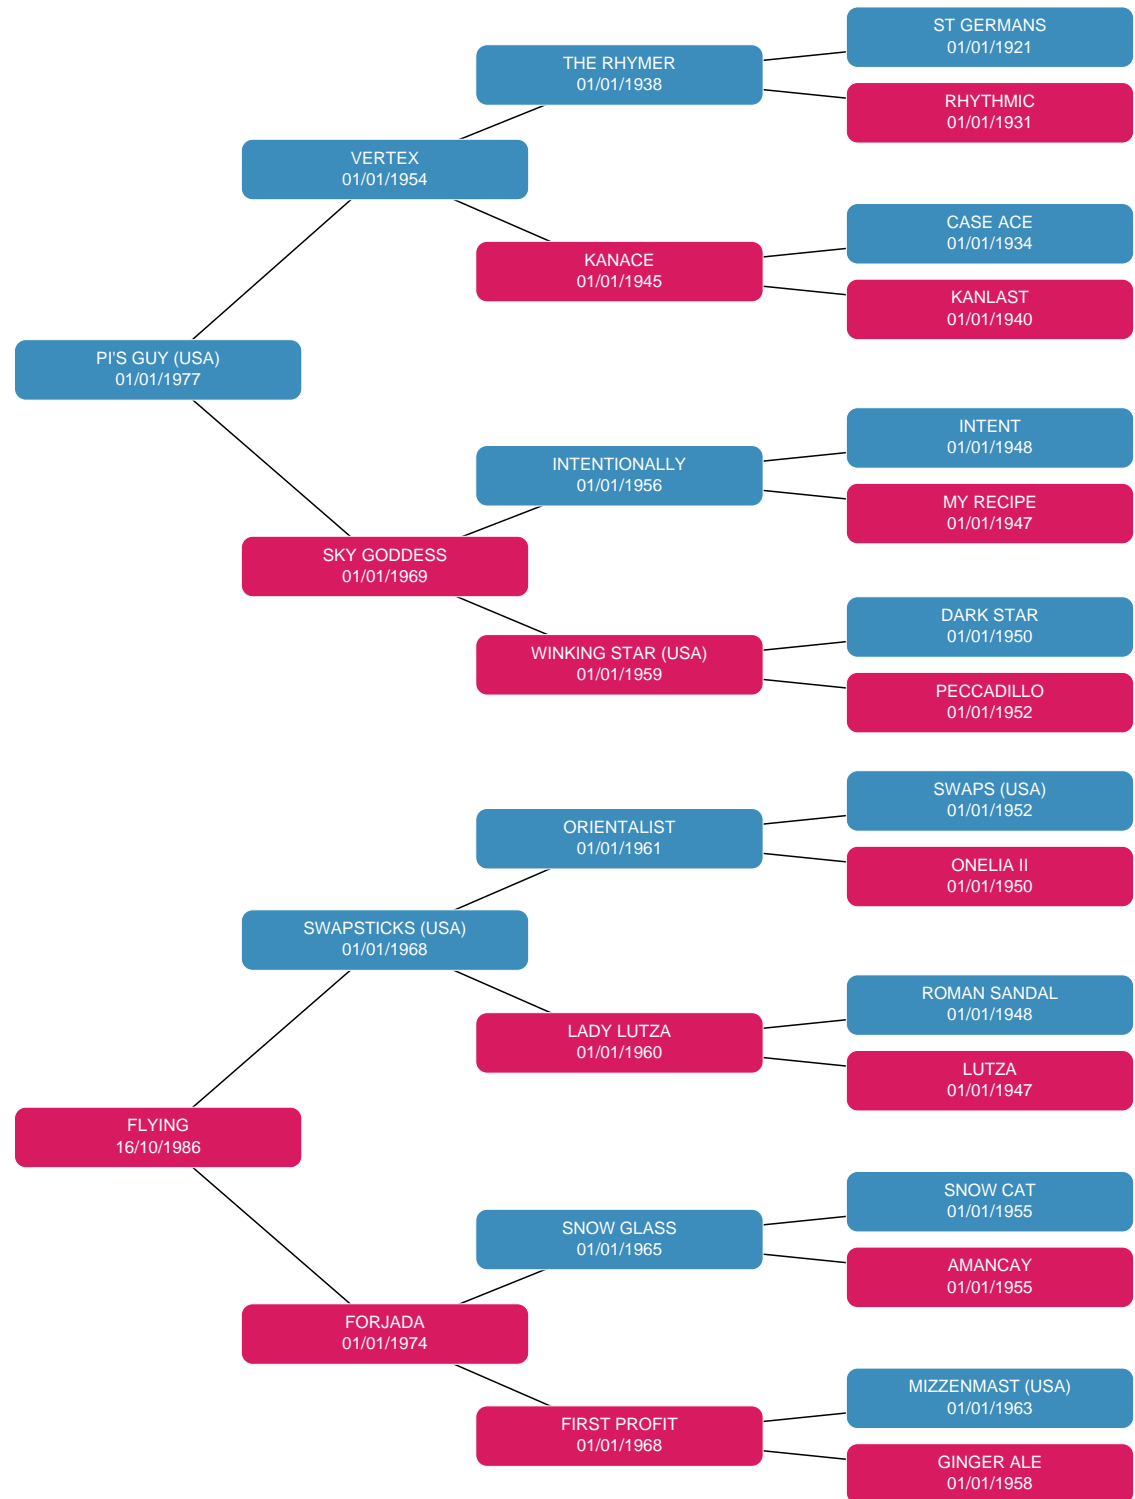 ST GERMANS
01/01/1921
THE RHYMER
01/01/1938
RHYTHMIC
01/01/1931
VERTEX
01/01/1954
CASE ACE
01/01/1934
KANACE
01/01/1945
KANLAST
01/01/1940
PI'S GUY (USA)
01/01/1977
INTENT
01/01/1948
INTENTIONALLY
01/01/1956
MY RECIPE
01/01/1947
SKY GODDESS
01/01/1969
DARK STAR
01/01/1950
WINKING STAR (USA)
01/01/1959
PECCADILLO
01/01/1952
SWAPS (USA)
01/01/1952
ORIENTALIST
01/01/1961
ONELIA II
01/01/1950
SWAPSTICKS (USA)
01/01/1968
ROMAN SANDAL
01/01/1948
LADY LUTZA
01/01/1960
LUTZA
01/01/1947
FLYING
16/10/1986
SNOW CAT
01/01/1955
SNOW GLASS
01/01/1965
AMANCAY
01/01/1955
FORJADA
01/01/1974
MIZZENMAST (USA)
01/01/1963
FIRST PROFIT
01/01/1968
GINGER ALE
01/01/1958